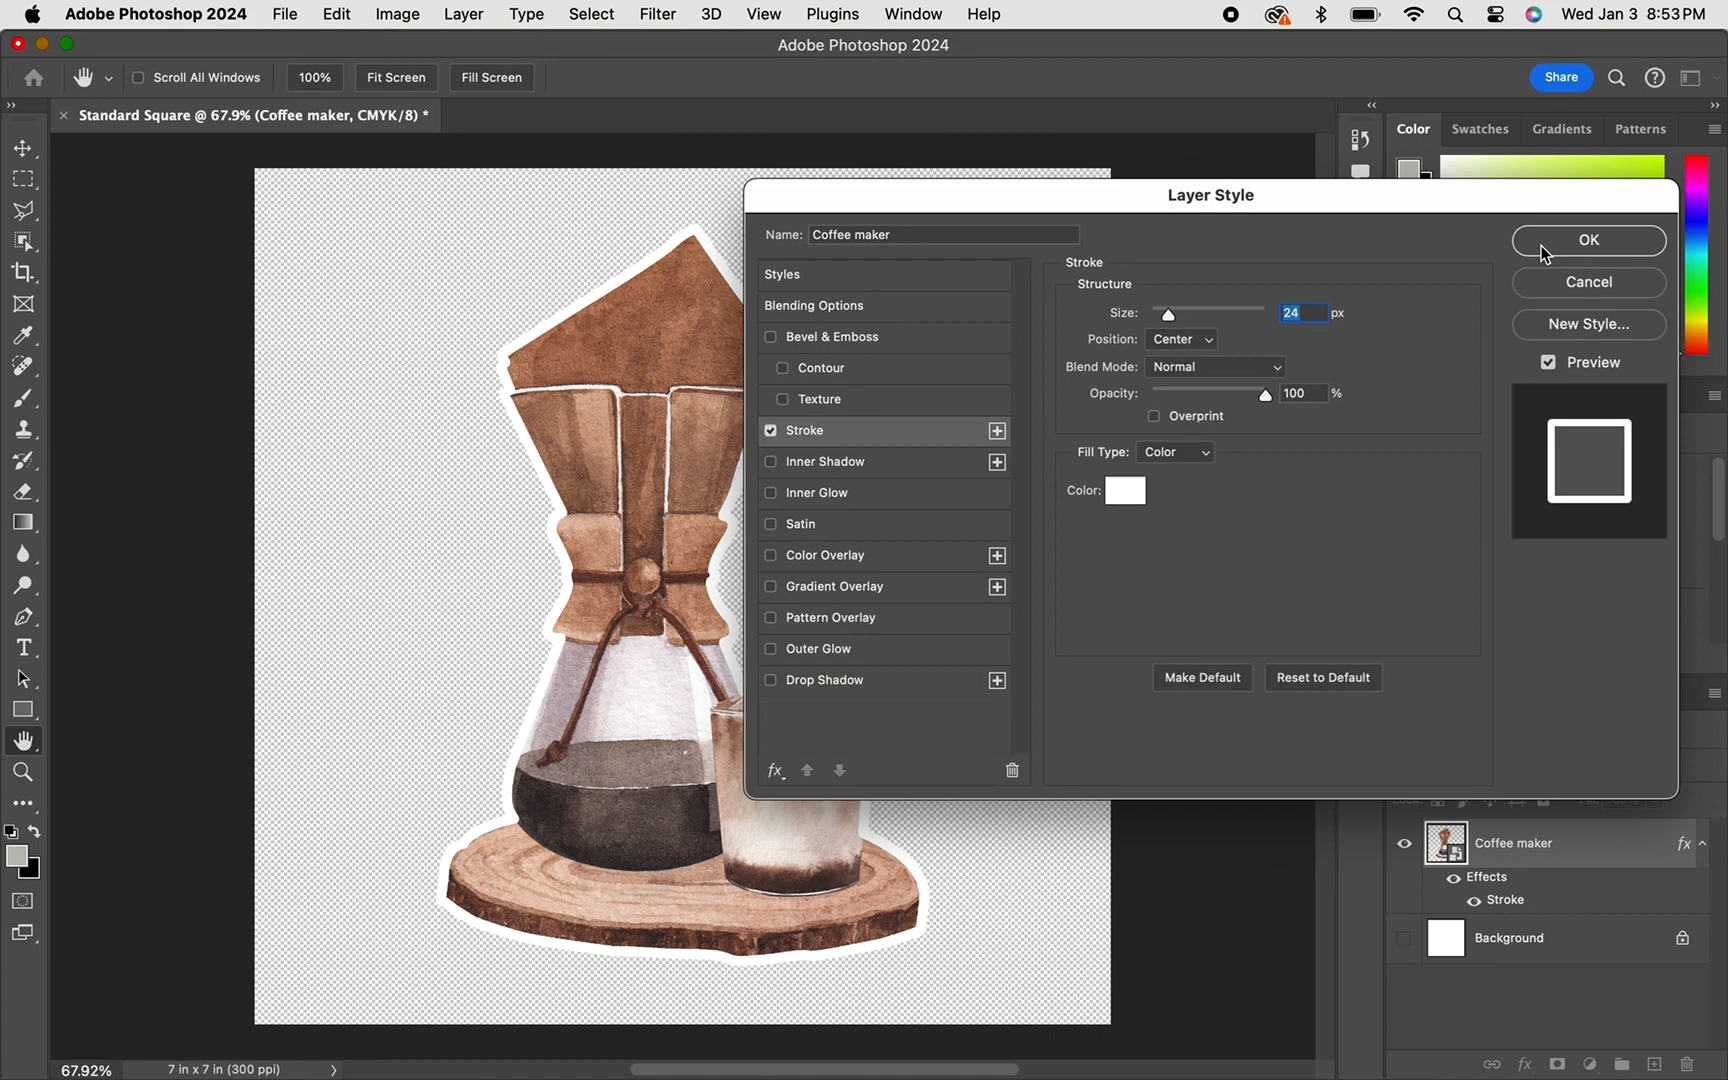 Adobe Photoshop 2024 File Edit Image Layer Type Select Filter 3D View Plugins Window Help Wed Jan 3 8:53 PM
Adobe Photoshop 2024
Scroll All Windows 100% Fit Screen Fill Screen Share
Standard Square @ 67.9% (Coffee maker, CMYK/8) *
Color Swatches Gradients Patterns
Layer Style
Name: Coffee maker
Styles
Blending Options
Bevel & Emboss
Contour
Texture
Stroke
Inner Shadow
Inner Glow
Satin
Color Overlay
Gradient Overlay
Pattern Overlay
Outer Glow
Drop Shadow
fx
Stroke
Structure
Size: 24 px
Position: Center
Blend Mode: Normal
Opacity: 100 %
Overprint
Fill Type: Color
Color:
Make Default Reset to Default
OK
Cancel
New Style...
Preview
Coffee maker fx
Effects
Stroke
Background
fx
67.92% 7 in x 7 in (300 ppi)